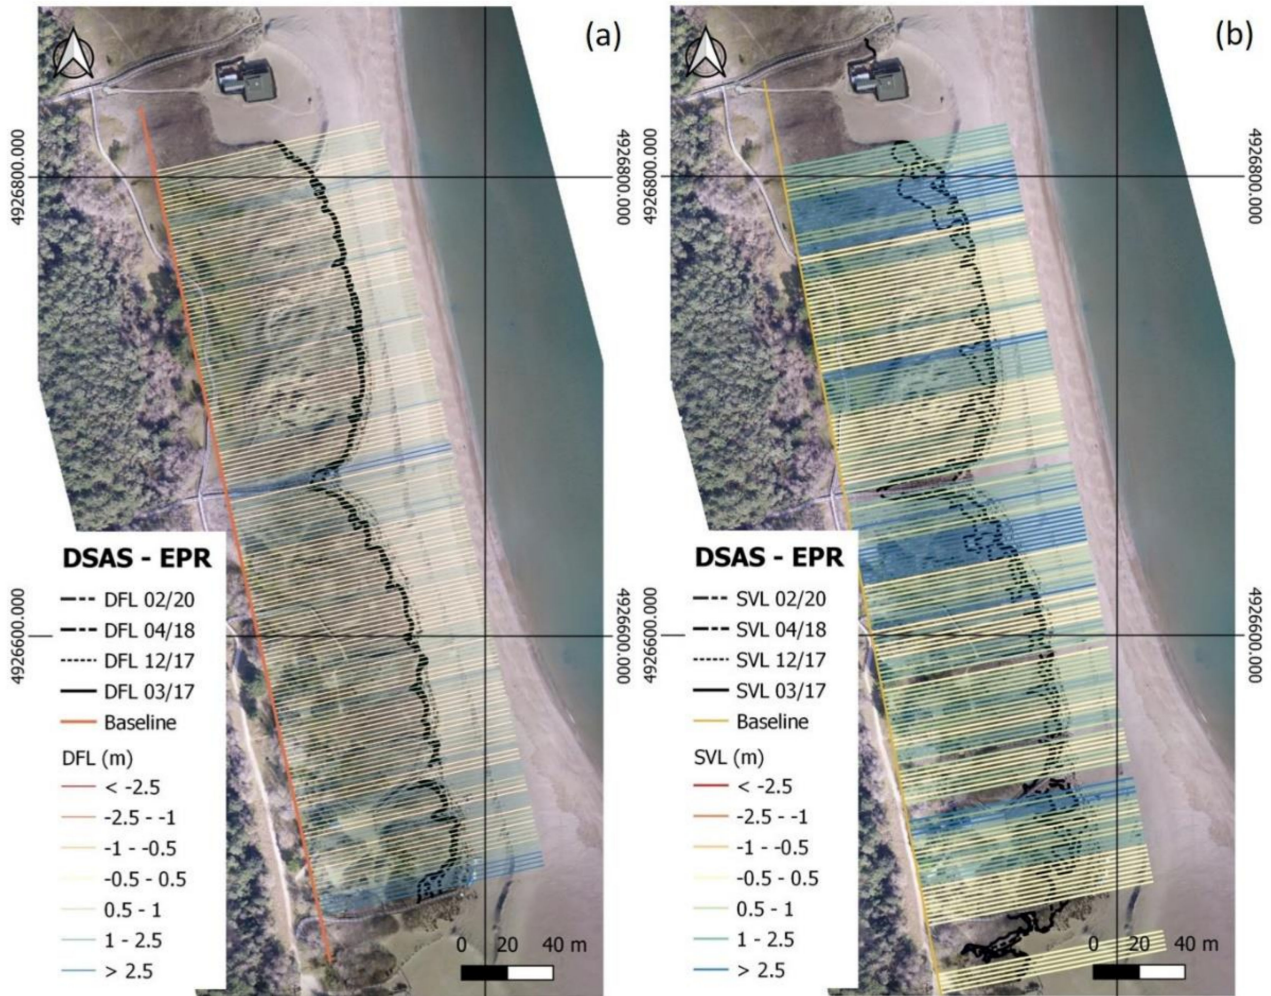 (a)
4926800.000
4926800.000
4926600.000
4926600.000
DSAS - EPR
DFL 02/20
DFL 04/18
DFL 12/17
DFL 03/17
Baseline
DFL (m)
< -2.5
-2.5 - -1
-1 - -0.5
-0.5 - 0.5
0.5 - 1
1 - 2.5
> 2.5
0 20 40 m
(b)
4926800.000
4926800.000
4926600.000
4926600.000
DSAS - EPR
SVL 02/20
SVL 04/18
SVL 12/17
SVL 03/17
Baseline
SVL (m)
< -2.5
-2.5 - -1
-1 - -0.5
-0.5 - 0.5
0.5 - 1
1 - 2.5
> 2.5
0 20 40 m